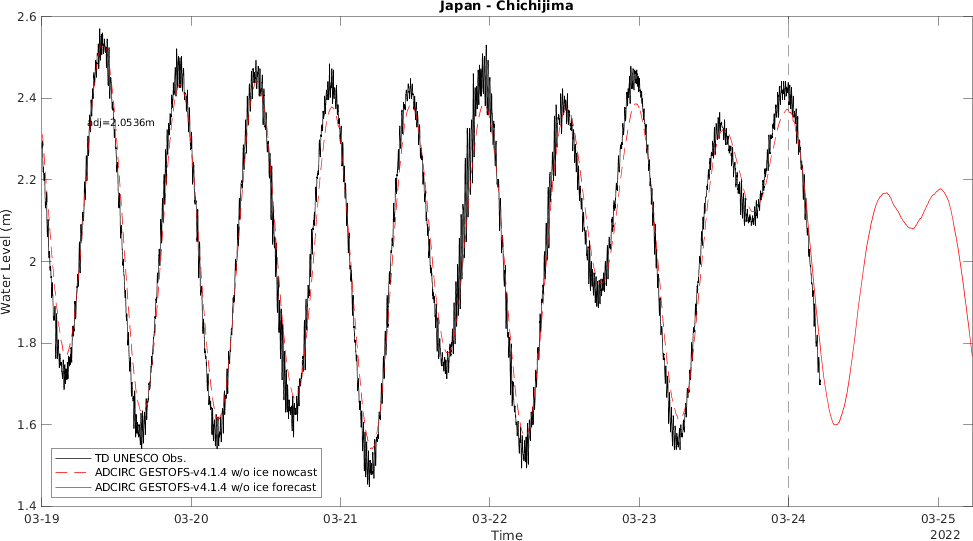 Japan - Chichijima
2.6
2.4
2.2
2
1.8
1.6
1.4
Water Level (m)
adj=2.0536m
TD UNESCO Obs.
ADCIRC GESTOFS-v4.1.4 w/o ice nowcast
ADCIRC GESTOFS-v4.1.4 w/o ice forecast
03-19
03-20
03-21
03-22
03-23
03-24
03-25
Time
2022